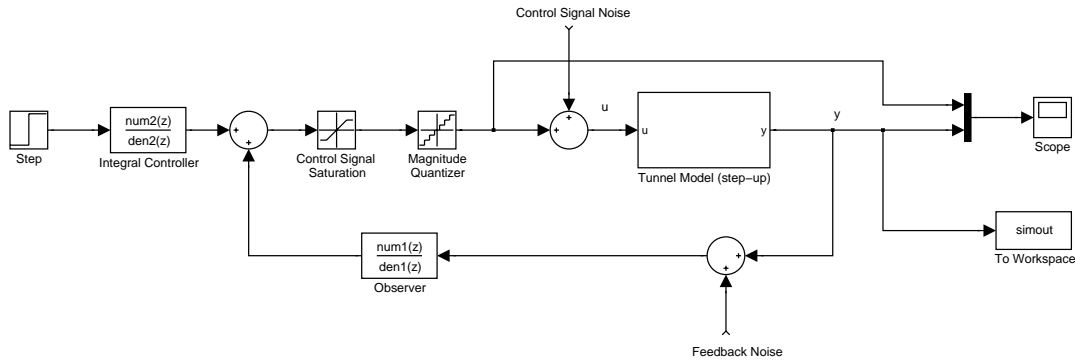 Control Signal Noise
u
y
num2(z)
den2(z)
+
+
+
+
u
y
Step
Integral Controller
Control Signal
Saturation
Magnitude
Quantizer
Tunnel Model (step−up)
Scope
num1(z)
den1(z)
Observer
+
+
simout
To Workspace
Feedback Noise